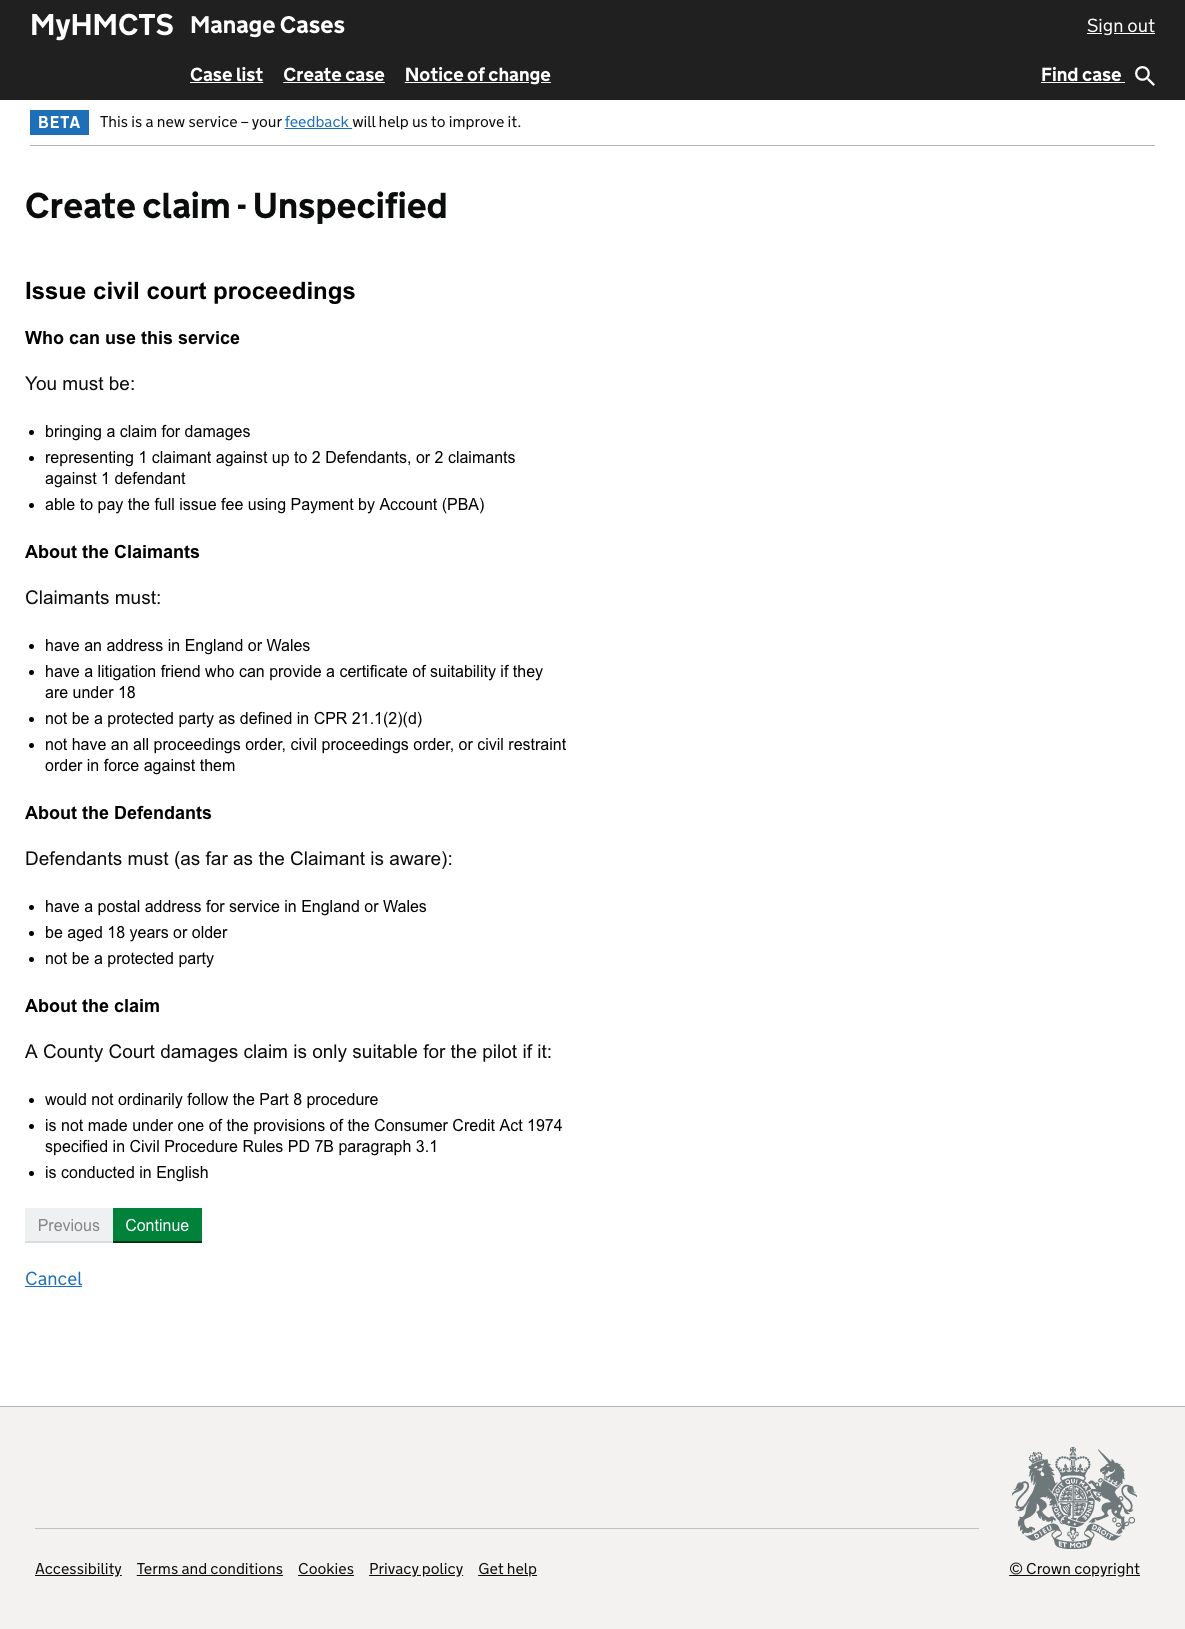 MyHMCTS Manage Cases Sign out
Case list Create case Notice of change Find case
BETA This is a new service – your feedback will help us to improve it.
Create claim - Unspecified
Issue civil court proceedings
Who can use this service
You must be:
bringing a claim for damages
representing 1 claimant against up to 2 Defendants, or 2 claimants
against 1 defendant
able to pay the full issue fee using Payment by Account (PBA)
About the Claimants
Claimants must:
have an address in England or Wales
have a litigation friend who can provide a certificate of suitability if they
are under 18
not be a protected party as defined in CPR 21.1(2)(d)
not have an all proceedings order, civil proceedings order, or civil restraint
order in force against them
About the Defendants
Defendants must (as far as the Claimant is aware):
have a postal address for service in England or Wales
be aged 18 years or older
not be a protected party
About the claim
A County Court damages claim is only suitable for the pilot if it:
would not ordinarily follow the Part 8 procedure
is not made under one of the provisions of the Consumer Credit Act 1974
specified in Civil Procedure Rules PD 7B paragraph 3.1
is conducted in English
Previous Continue
Cancel
DIEU ET MON DROIT
Accessibility Terms and conditions Cookies Privacy policy Get help © Crown copyright